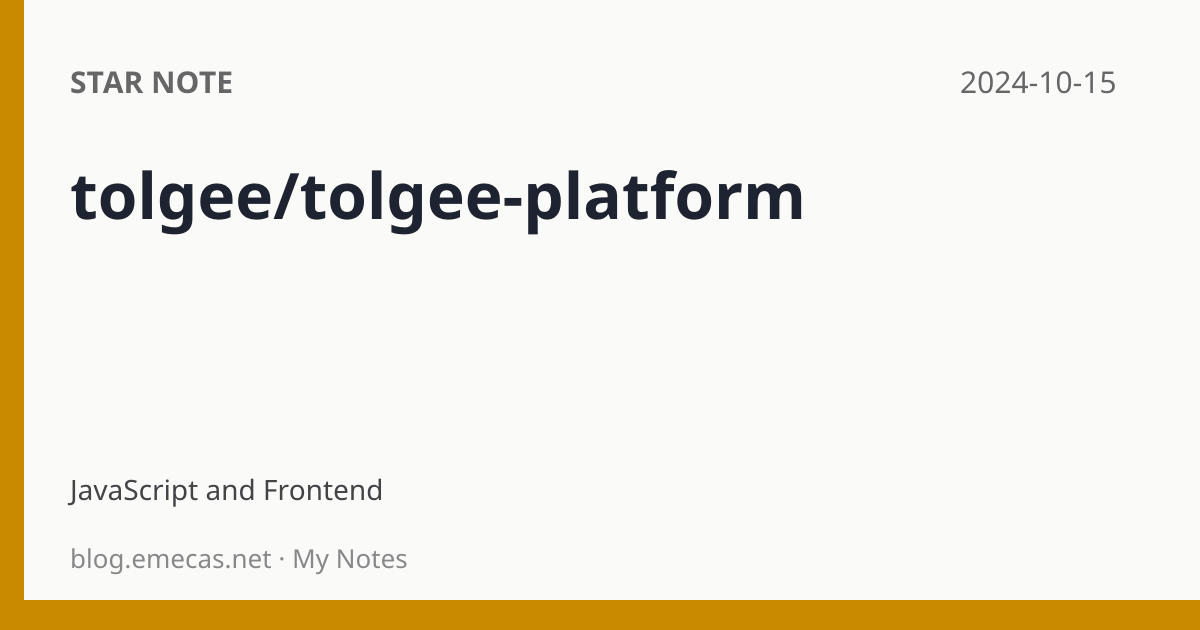 STAR NOTE
2024-10-15
tolgee/tolgee-platform
JavaScript and Frontend
blog.emecas.net · My Notes